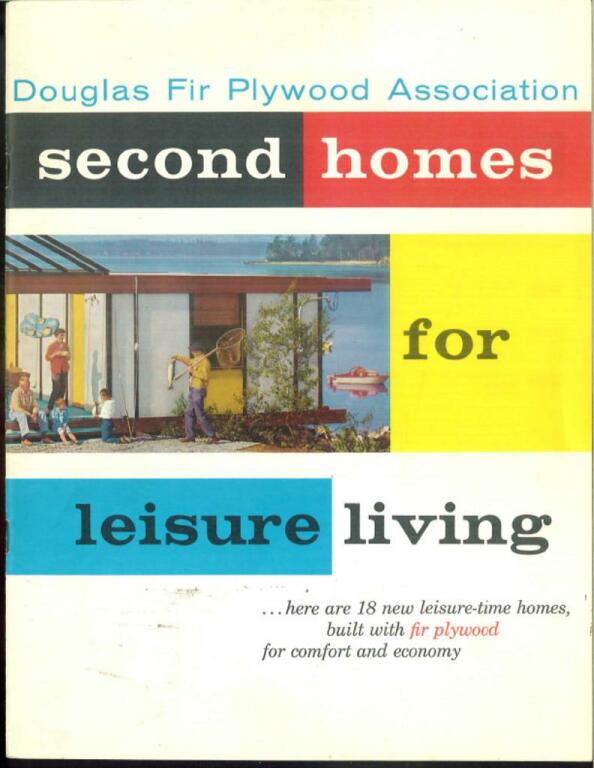 Douglas Fir Plywood Association
second homes
for
leisure living
...here are 18 new leisure-time homes,
built with fir plywood
for comfort and economy